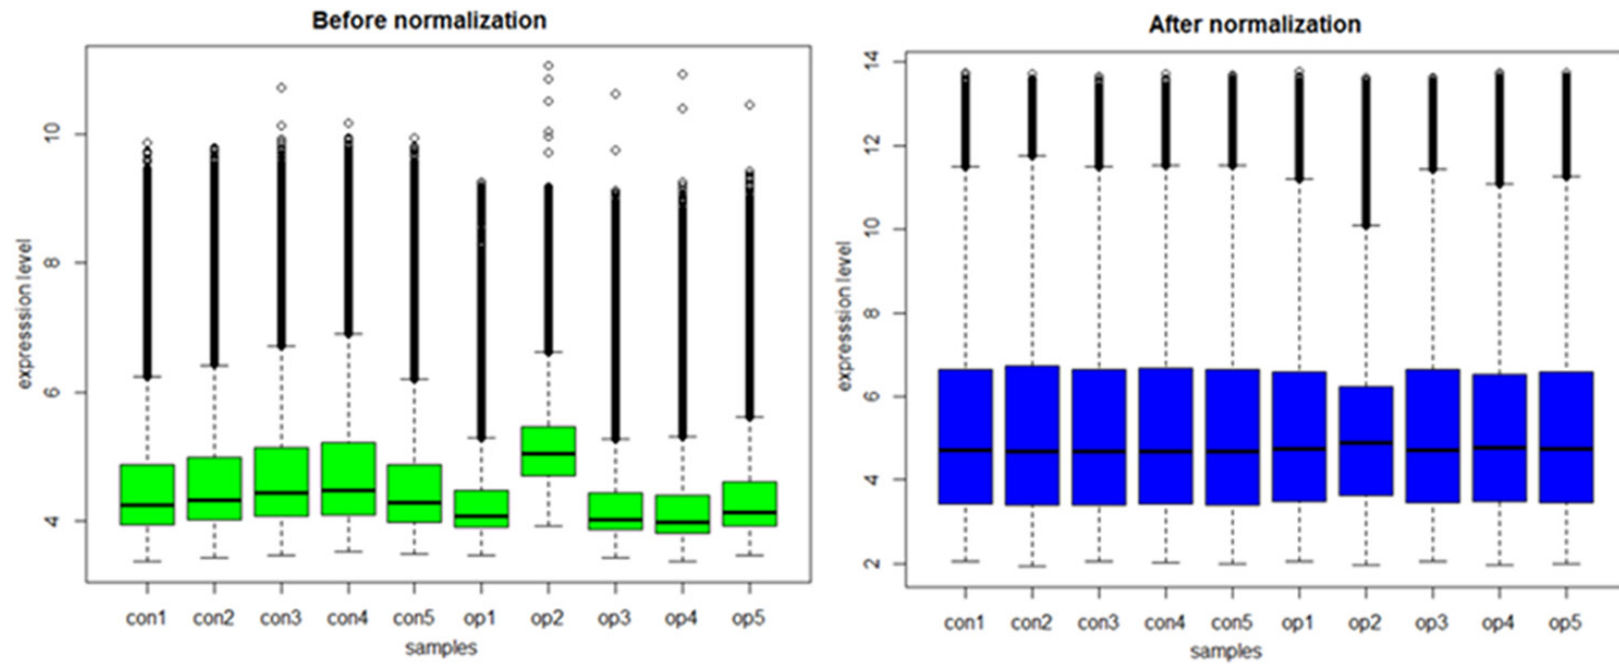 Before normalization
expresssion level
10
8
6
4
con1 con2 con3 con4 con5 op1 op2 op3 op4 op5
samples
After normalization
expresssion level
14
12
10
8
6
4
2
con1 con2 con3 con4 con5 op1 op2 op3 op4 op5
samples